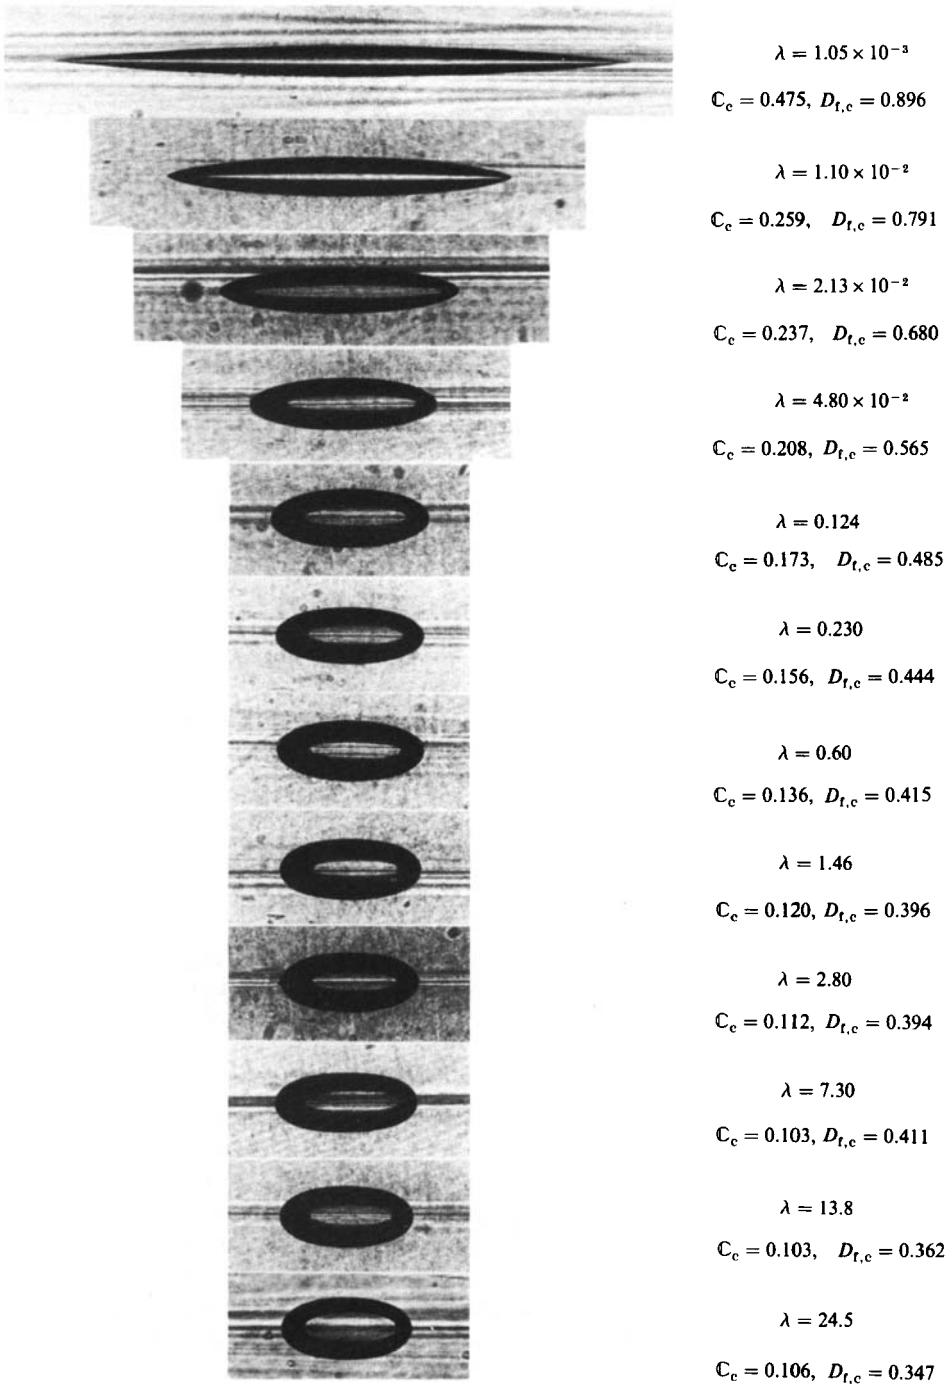 λ = 1.05 × 10⁻³
ℂc = 0.475, Df,c = 0.896
λ = 1.10 × 10⁻²
ℂc = 0.259, Df,c = 0.791
λ = 2.13 × 10⁻²
ℂc = 0.237, Df,c = 0.680
λ = 4.80 × 10⁻²
ℂc = 0.208, Df,c = 0.565
λ = 0.124
ℂc = 0.173, Df,c = 0.485
λ = 0.230
ℂc = 0.156, Df,c = 0.444
λ = 0.60
ℂc = 0.136, Df,c = 0.415
λ = 1.46
ℂc = 0.120, Df,c = 0.396
λ = 2.80
ℂc = 0.112, Df,c = 0.394
λ = 7.30
ℂc = 0.103, Df,c = 0.411
λ = 13.8
ℂc = 0.103, Df,c = 0.362
λ = 24.5
ℂc = 0.106, Df,c = 0.347